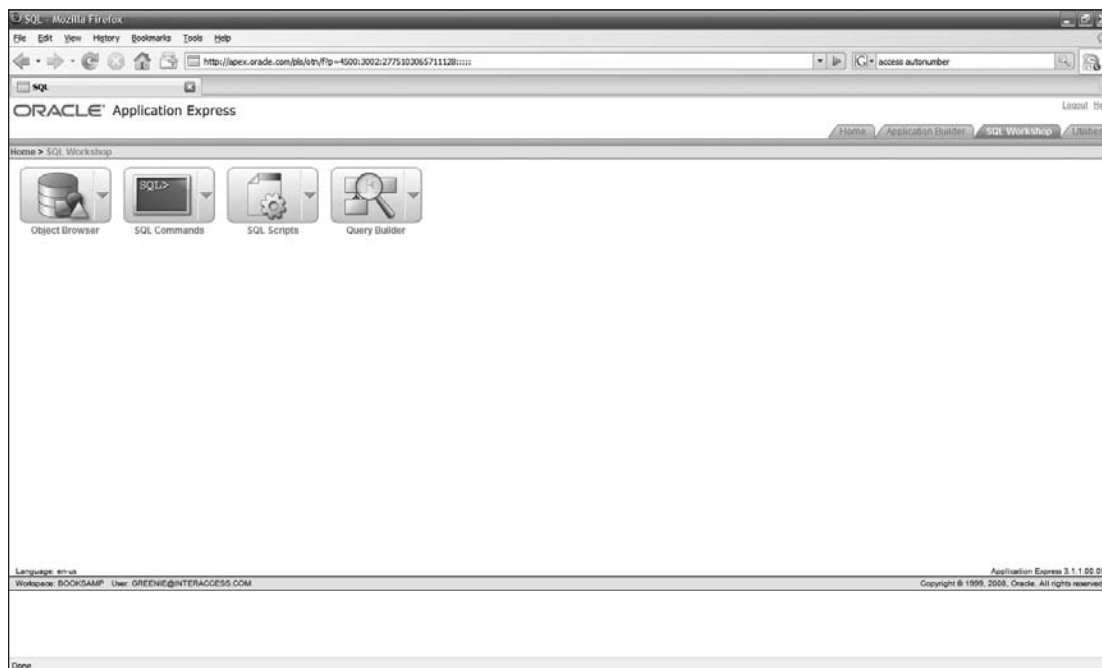 SQL - Mozilla Firefox
File Edit View History Bookmarks Tools Help
http://apex.oracle.com/pls/otn/f?p=4500:3002:2775103065711128:::::
access autonumber
SQL
ORACLE Application Express
Logout
Home Application Builder SQL Workshop Utilities
Home > SQL Workshop
SQL>
Object Browser SQL Commands SQL Scripts Query Builder
Language: en-us
Application Express 3.1.1.00.0
Workspace: BOOKSAMP User: GREENIE@INTERACCESS.COM
Copyright © 1999, 2008, Oracle. All rights reserved
Done